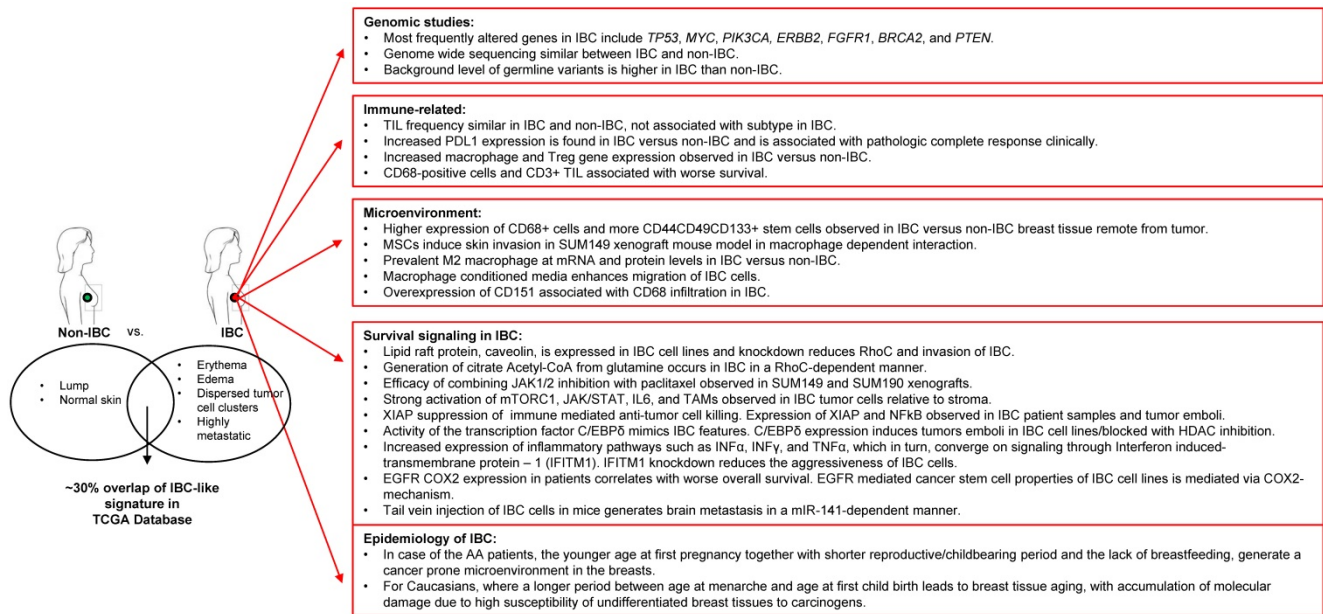 Genomic studies:
• Most frequently altered genes in IBC include TP53, MYC, PIK3CA, ERBB2, FGFR1, BRCA2, and PTEN.
• Genome wide sequencing similar between IBC and non-IBC.
• Background level of germline variants is higher in IBC than non-IBC.
Immune-related:
• TIL frequency similar in IBC and non-IBC, not associated with subtype in IBC.
• Increased PDL1 expression is found in IBC versus non-IBC and is associated with pathologic complete response clinically.
• Increased macrophage and Treg gene expression observed in IBC versus non-IBC.
• CD68-positive cells and CD3+ TIL associated with worse survival.
Microenvironment:
• Higher expression of CD68+ cells and more CD44CD49CD133+ stem cells observed in IBC versus non-IBC breast tissue remote from tumor.
• MSCs induce skin invasion in SUM149 xenograft mouse model in macrophage dependent interaction.
• Prevalent M2 macrophage at mRNA and protein levels in IBC versus non-IBC.
• Macrophage conditioned media enhances migration of IBC cells.
• Overexpression of CD151 associated with CD68 infiltration in IBC.
Non-IBC vs. IBC
• Lump
• Normal skin
• Erythema
• Edema
• Dispersed tumor
cell clusters
• Highly
metastatic
~30% overlap of IBC-like
signature in
TCGA Database
Survival signaling in IBC:
• Lipid raft protein, caveolin, is expressed in IBC cell lines and knockdown reduces RhoC and invasion of IBC.
• Generation of citrate Acetyl-CoA from glutamine occurs in IBC in a RhoC-dependent manner.
• Efficacy of combining JAK1/2 inhibition with paclitaxel observed in SUM149 and SUM190 xenografts.
• Strong activation of mTORC1, JAK/STAT, IL6, and TAMs observed in IBC tumor cells relative to stroma.
• XIAP suppression of immune mediated anti-tumor cell killing. Expression of XIAP and NFkB observed in IBC patient samples and tumor emboli.
• Activity of the transcription factor C/EBPδ mimics IBC features. C/EBPδ expression induces tumors emboli in IBC cell lines/blocked with HDAC inhibition.
• Increased expression of inflammatory pathways such as INFα, INFγ, and TNFα, which in turn, converge on signaling through Interferon induced-
transmembrane protein – 1 (IFITM1). IFITM1 knockdown reduces the aggressiveness of IBC cells.
• EGFR COX2 expression in patients correlates with worse overall survival. EGFR mediated cancer stem cell properties of IBC cell lines is mediated via COX2-
mechanism.
• Tail vein injection of IBC cells in mice generates brain metastasis in a mIR-141-dependent manner.
Epidemiology of IBC:
• In case of the AA patients, the younger age at first pregnancy together with shorter reproductive/childbearing period and the lack of breastfeeding, generate a
cancer prone microenvironment in the breasts.
• For Caucasians, where a longer period between age at menarche and age at first child birth leads to breast tissue aging, with accumulation of molecular
damage due to high susceptibility of undifferentiated breast tissues to carcinogens.